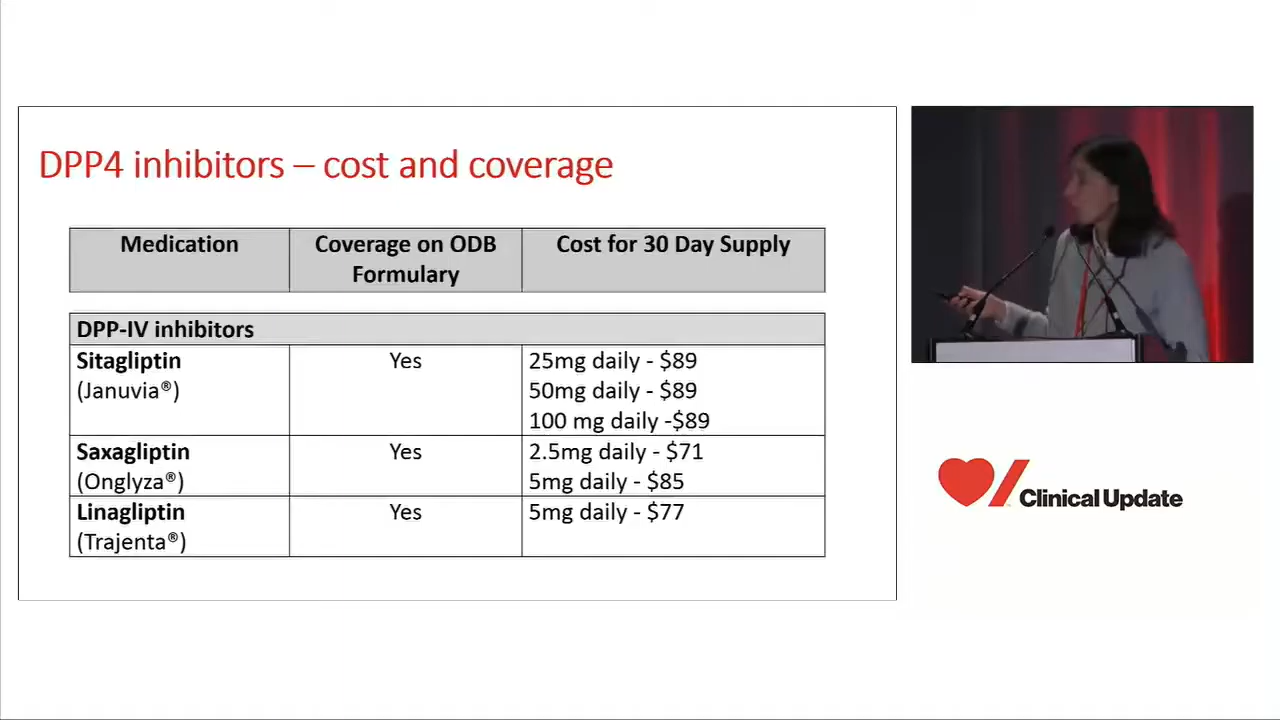 DPP4 inhibitors – cost and coverage
Medication
Coverage on ODB
Formulary
Cost for 30 Day Supply
DPP-IV inhibitors
Sitagliptin
(Januvia®)
Yes
25mg daily - $89
50mg daily - $89
100 mg daily -$89
Saxagliptin
(Onglyza®)
Yes
2.5mg daily - $71
5mg daily - $85
Linagliptin
(Trajenta®)
Yes
5mg daily - $77
Clinical Update